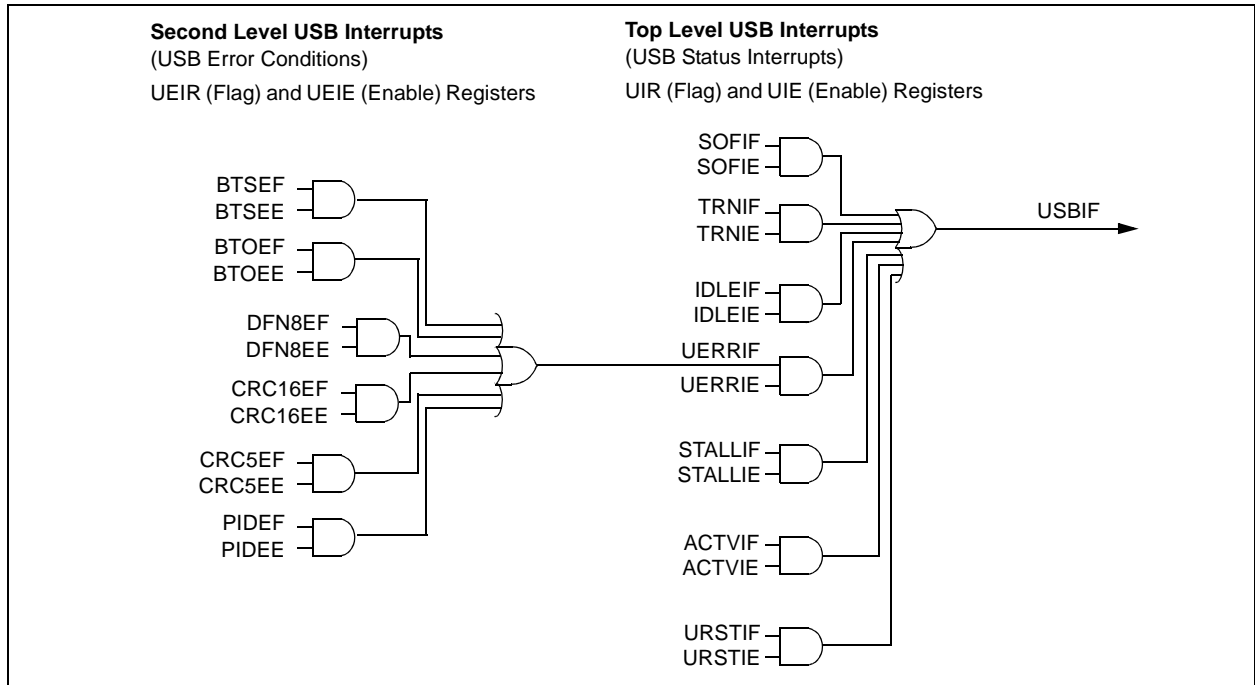 Second Level USB Interrupts
(USB Error Conditions)
UEIR (Flag) and UEIE (Enable) Registers
Top Level USB Interrupts
(USB Status Interrupts)
UIR (Flag) and UIE (Enable) Registers
BTSEF
BTSEE
BTOEF
BTOEE
DFN8EF
DFN8EE
CRC16EF
CRC16EE
CRC5EF
CRC5EE
PIDEF
PIDEE
SOFIF
SOFIE
TRNIF
TRNIE
IDLEIF
IDLEIE
UERRIF
UERRIE
STALLIF
STALLIE
ACTVIF
ACTVIE
URSTIF
URSTIE
USBIF